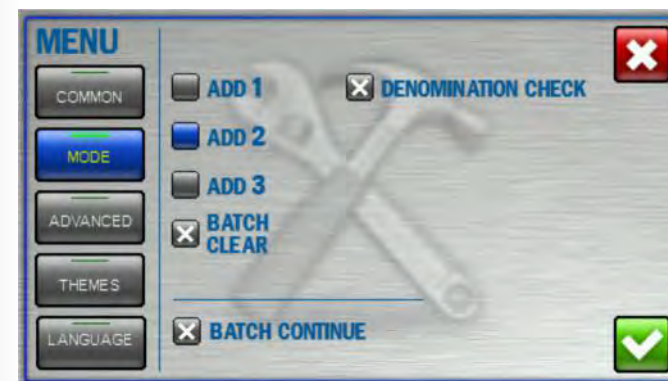 MENU
COMMON
MODE
ADVANCED
THEMES
LANGUAGE
ADD 1
ADD 2
ADD 3
BATCH
CLEAR
BATCH CONTINUE
DENOMINATION CHECK